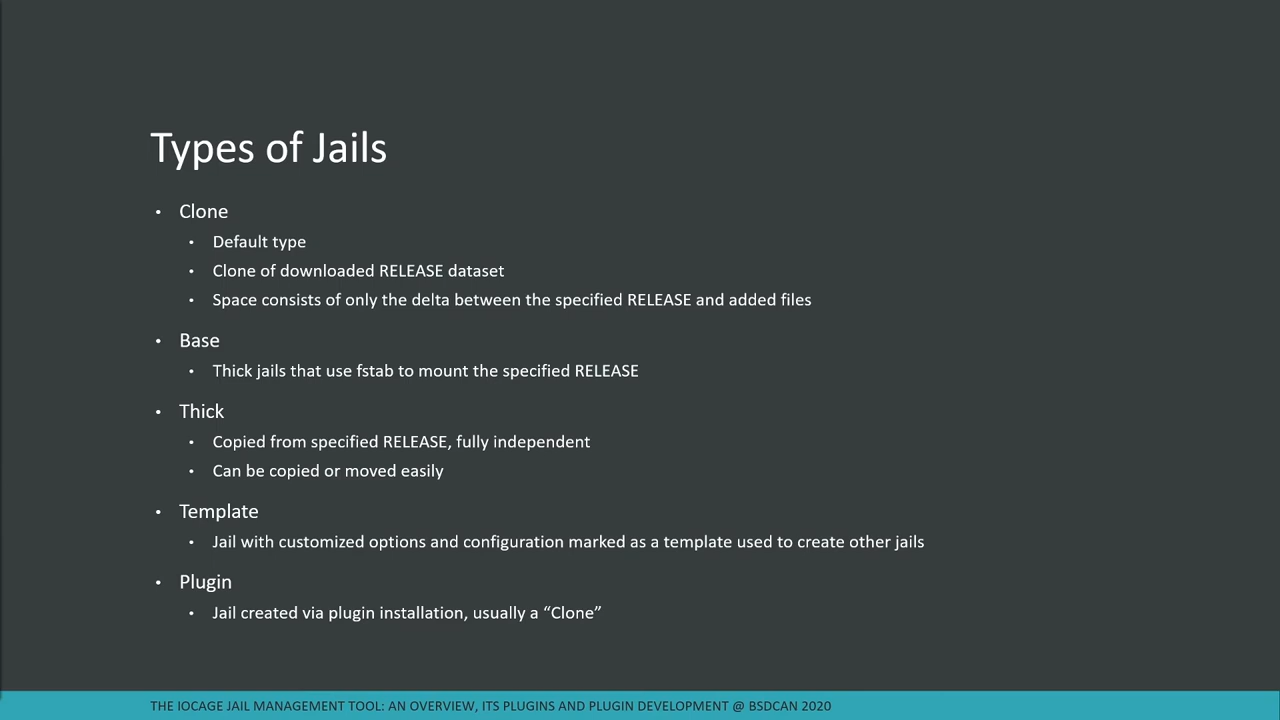 Types of Jails
• Clone
• Default type
• Clone of downloaded RELEASE dataset
• Space consists of only the delta between the specified RELEASE and added files
• Base
• Thick jails that use fstab to mount the specified RELEASE
• Thick
• Copied from specified RELEASE, fully independent
• Can be copied or moved easily
• Template
• Jail with customized options and configuration marked as a template used to create other jails
• Plugin
• Jail created via plugin installation, usually a “Clone”
THE IOCAGE JAIL MANAGEMENT TOOL: AN OVERVIEW, ITS PLUGINS AND PLUGIN DEVELOPMENT @ BSDCAN 2020